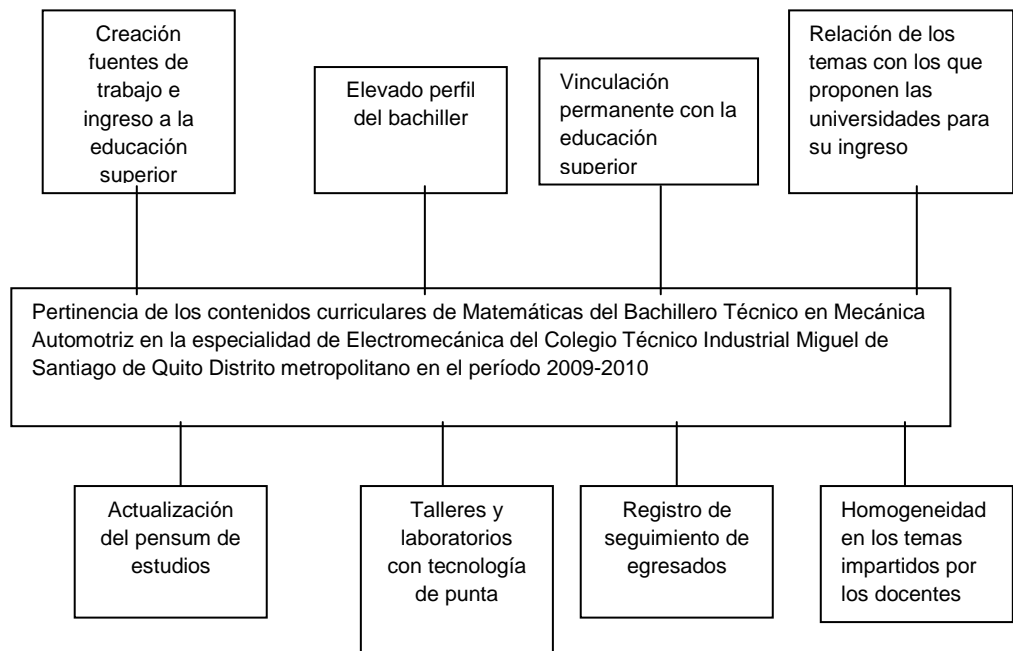 Creación
fuentes de
trabajo e
ingreso a la
educación
superior
Elevado perfil
del bachiller
Vinculación
permanente con la
educación
superior
Relación de los
temas con los que
proponen las
universidades para
su ingreso
Pertinencia de los contenidos curriculares de Matemáticas del Bachillero Técnico en Mecánica
Automotriz en la especialidad de Electromecánica del Colegio Técnico Industrial Miguel de
Santiago de Quito Distrito metropolitano en el período 2009-2010
Actualización
del pensum de
estudios
Talleres y
laboratorios
con tecnología
de punta
Registro de
seguimiento de
egresados
Homogeneidad
en los temas
impartidos por
los docentes